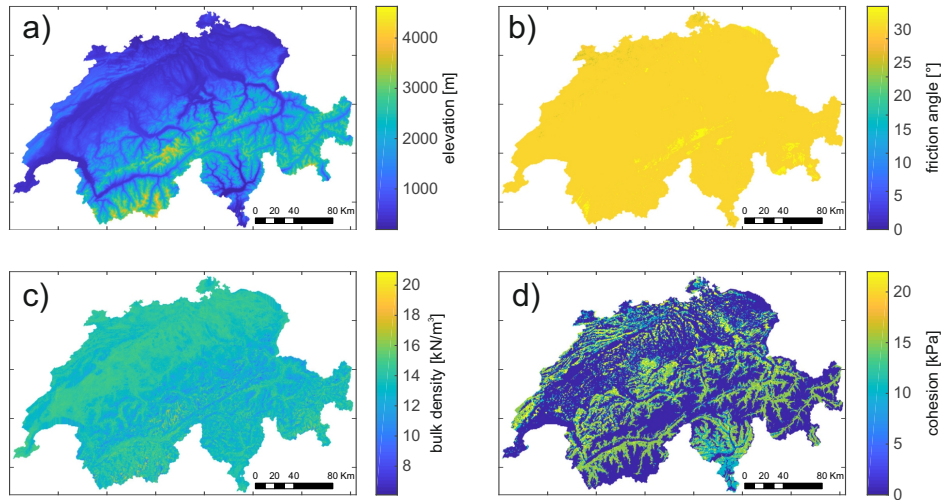 a)
4000
3000
2000
1000
elevation [m]
0 20 40 80 Km
b)
30
25
20
15
10
5
0
friction angle [°]
0 20 40 80 Km
c)
20
18
16
14
12
10
8
bulk density [kN/m³]
0 20 40 80 Km
d)
20
15
10
5
0
cohesion [kPa]
0 20 40 80 Km